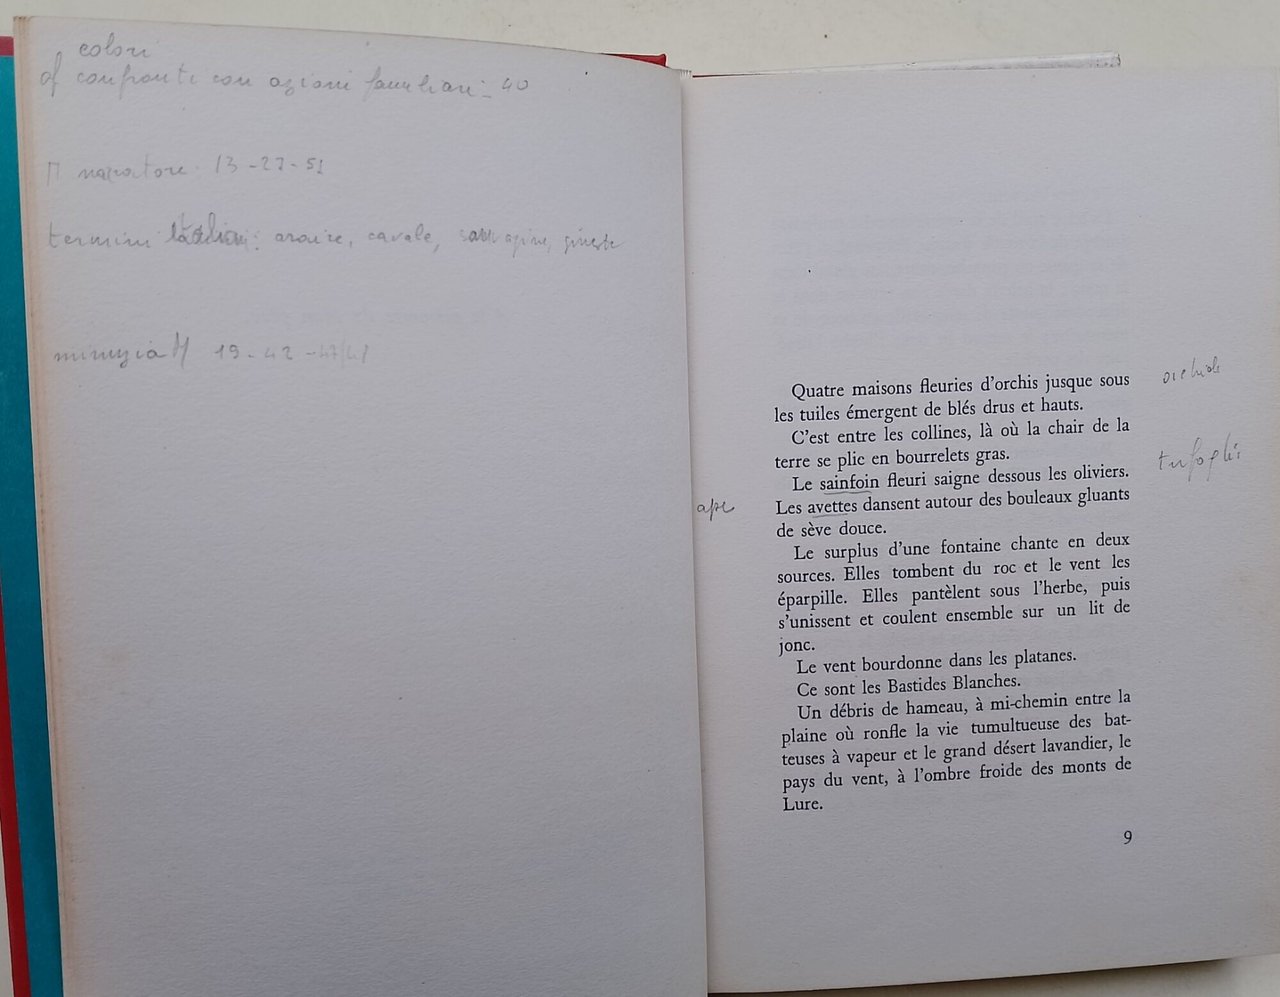 colori
cf confronti con azioni familiari - 40
narratore. 13 - 27 - 51
termini italiani: araire, cavale, sauvagine, gineste
minuzia 19 - 42 - 47/48
Quatre maisons fleuries d'orchis jusque sous
les tuiles émergent de blés drus et hauts.
C'est entre les collines, là où la chair de la
terre se plie en bourrelets gras.
Le sainfoin fleuri saigne dessous les oliviers.
Les avettes dansent autour des bouleaux gluants
de sève douce.
Le surplus d'une fontaine chante en deux
sources. Elles tombent du roc et le vent les
éparpille. Elles pantèlent sous l'herbe, puis
s'unissent et coulent ensemble sur un lit de
jonc.
Le vent bourdonne dans les platanes.
Ce sont les Bastides Blanches.
Un débris de hameau, à mi-chemin entre la
plaine où ronfle la vie tumultueuse des bat-
teuses à vapeur et le grand désert lavandier, le
pays du vent, à l'ombre froide des monts de
Lure.
9
orchide
ape